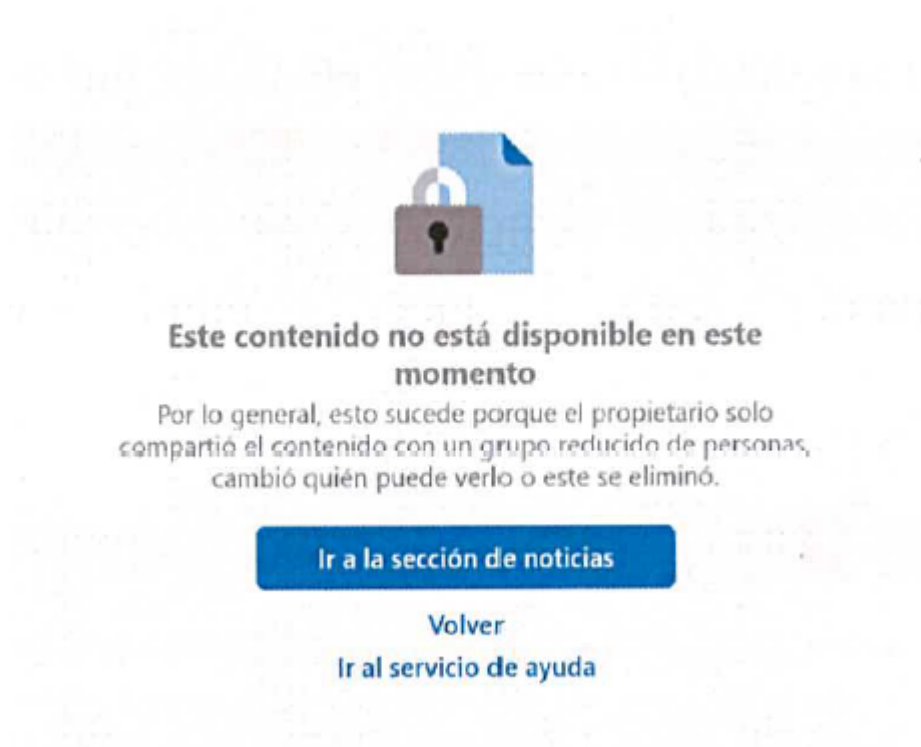 Este contenido no está disponible en este
momento
Por lo general, esto sucede porque el propietario solo
compartió el contenido con un grupo reducido de personas,
cambió quién puede verlo o este se eliminó.
Ir a la sección de noticias
Volver
Ir al servicio de ayuda